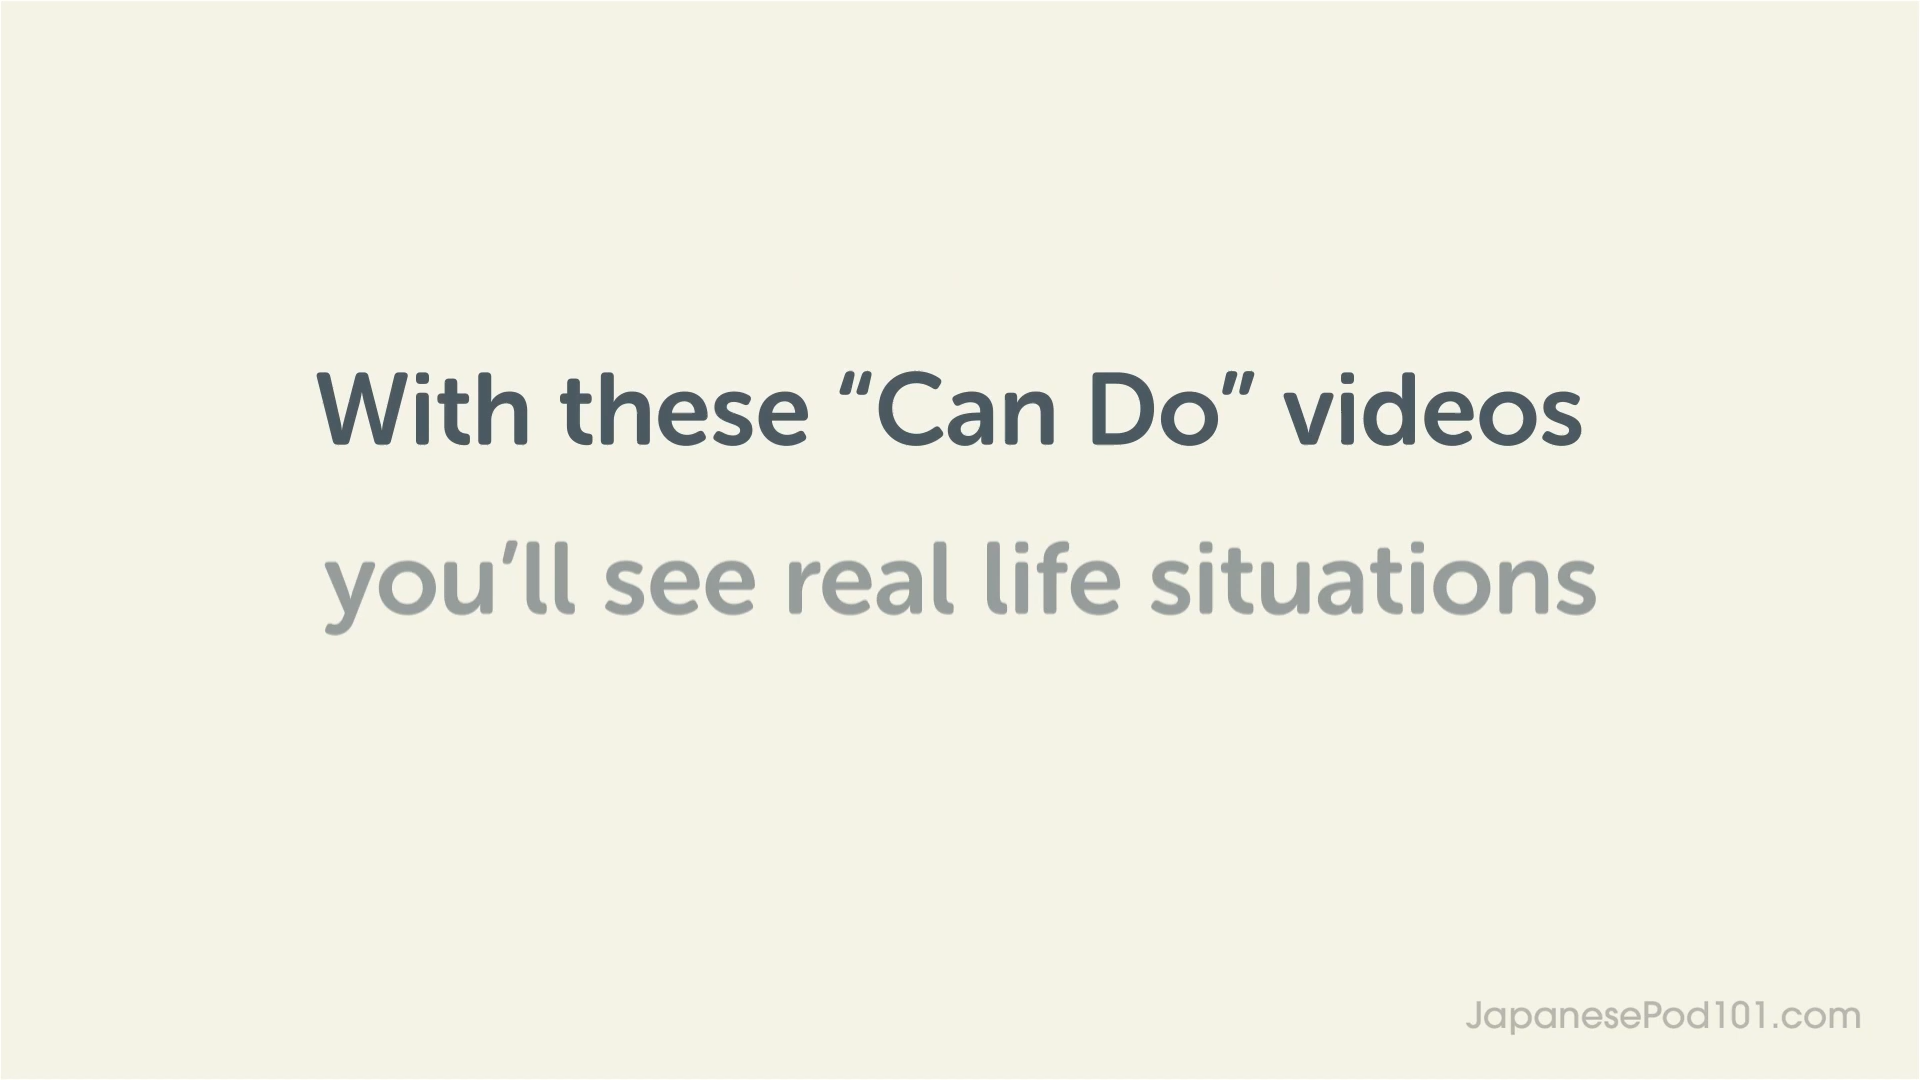 With these “Can Do” videos
you’ll see real life situations
JapanesePod101.com